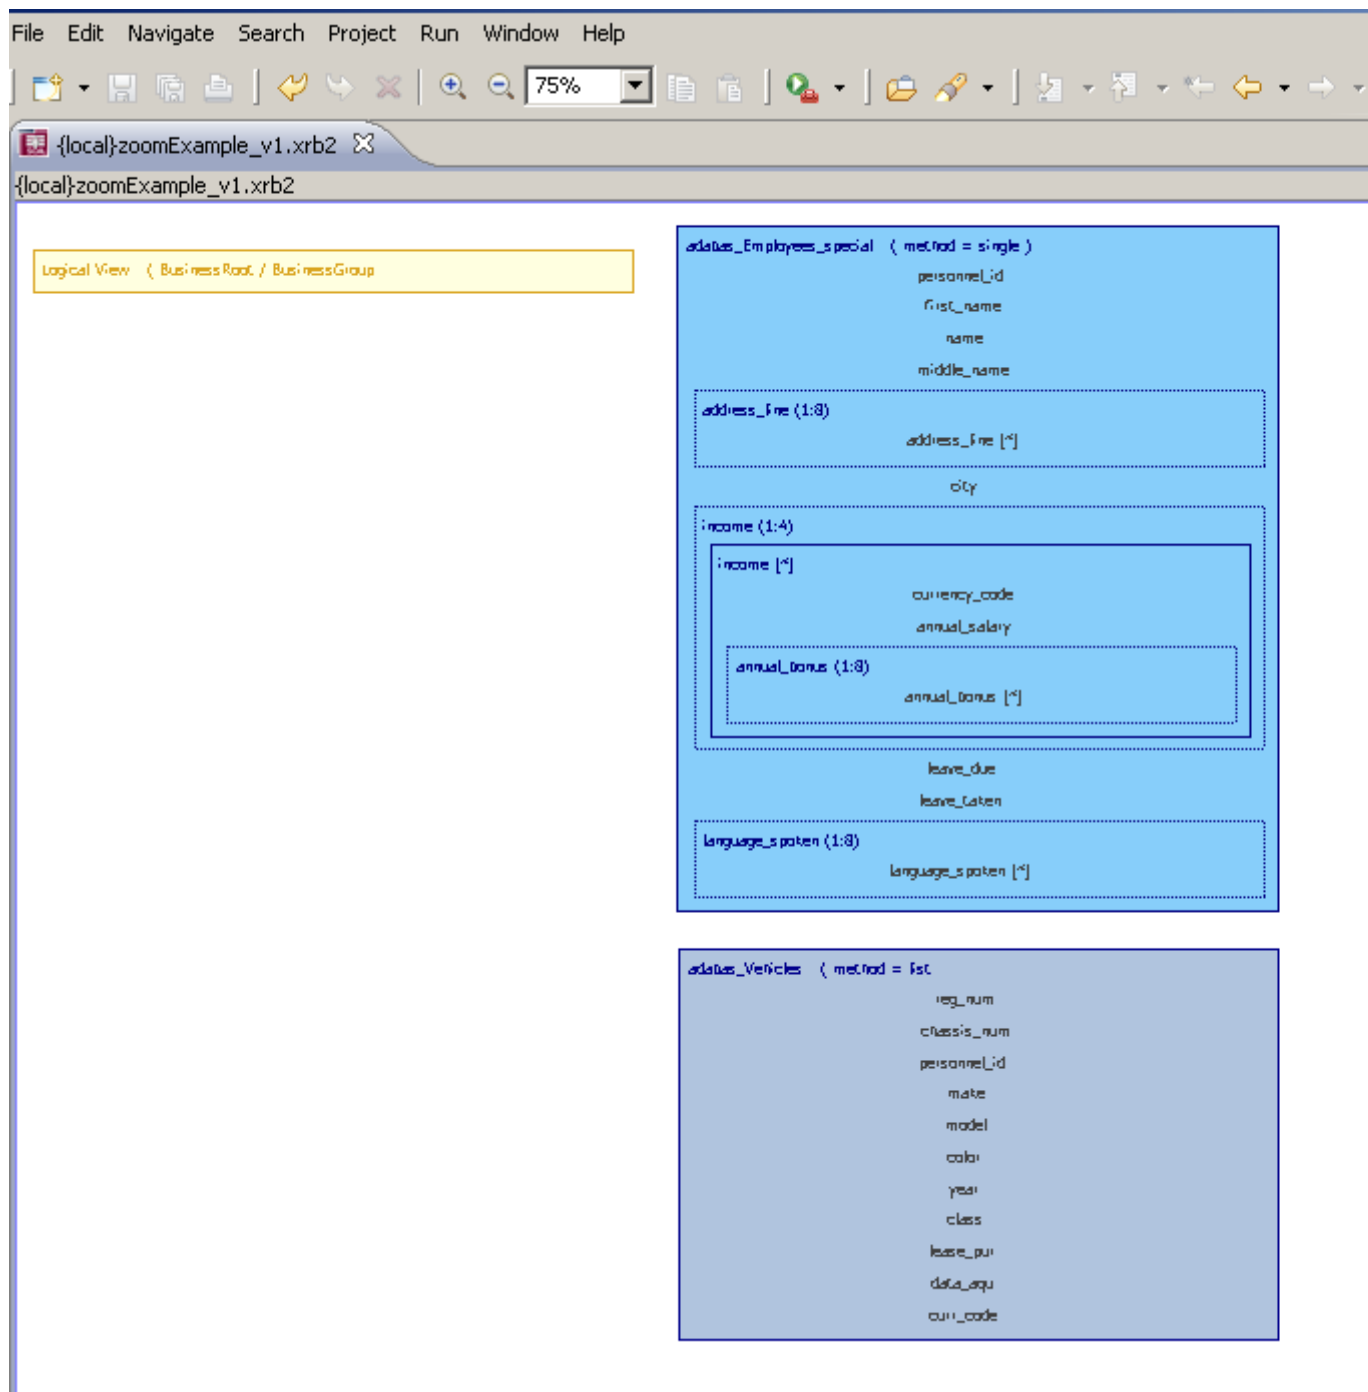 File Edit Navigate Search Project Run Window Help
75%
{local}zoomExample_v1.xrb2
{local}zoomExample_v1.xrb2
Logical View ( BusinessRoot / BusinessGroup
adabas_Employees_special ( method = single )
personnel_id
first_name
name
middle_name
address_line (1:8)
address_line [*]
city
income (1:4)
income [*]
currency_code
annual_salary
annual_bonus (1:8)
annual_bonus [*]
leave_due
leave_taken
language_spoken (1:8)
language_spoken [*]
adabas_Vehicles ( method = list
reg_num
chassis_num
personnel_id
make
model
color
year
class
lease_pur
data_aqu
curr_code